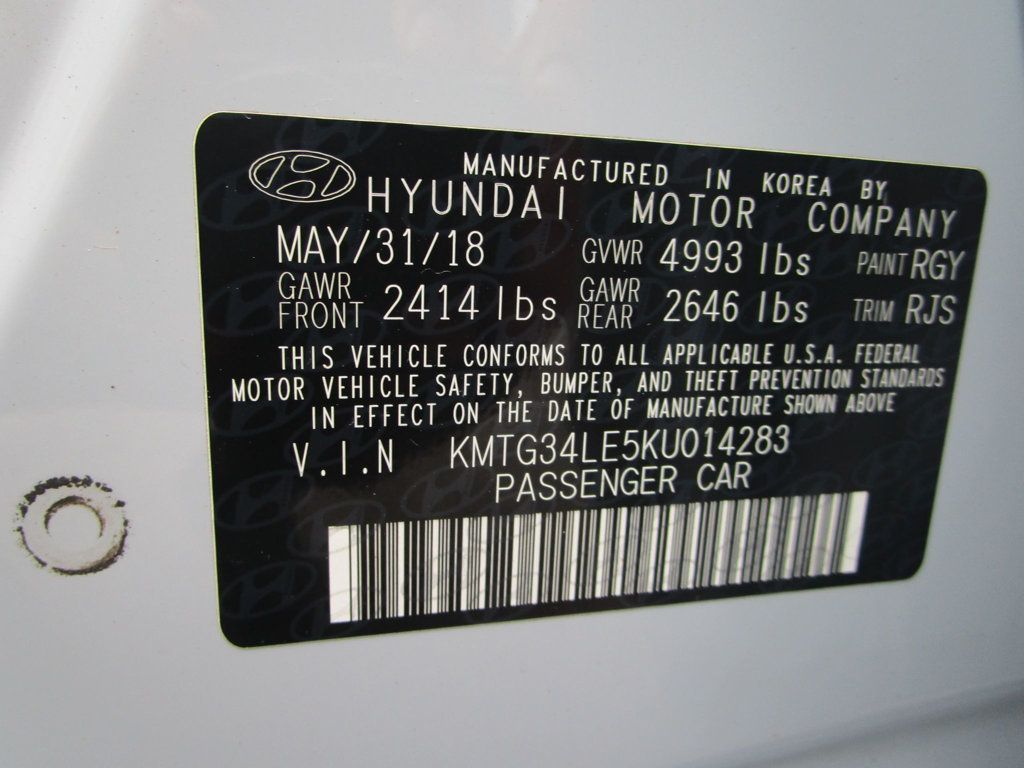 MANUFACTURED IN KOREA BY
HYUNDAI MOTOR COMPANY
MAY/31/18 GVWR 4993 lbs PAINT RGY
GAWR FRONT 2414 lbs GAWR REAR 2646 lbs TRIM RJS
THIS VEHICLE CONFORMS TO ALL APPLICABLE U.S.A. FEDERAL
MOTOR VEHICLE SAFETY, BUMPER, AND THEFT PREVENTION STANDARDS
IN EFFECT ON THE DATE OF MANUFACTURE SHOWN ABOVE
V.I.N KMTG34LE5KU014283
PASSENGER CAR